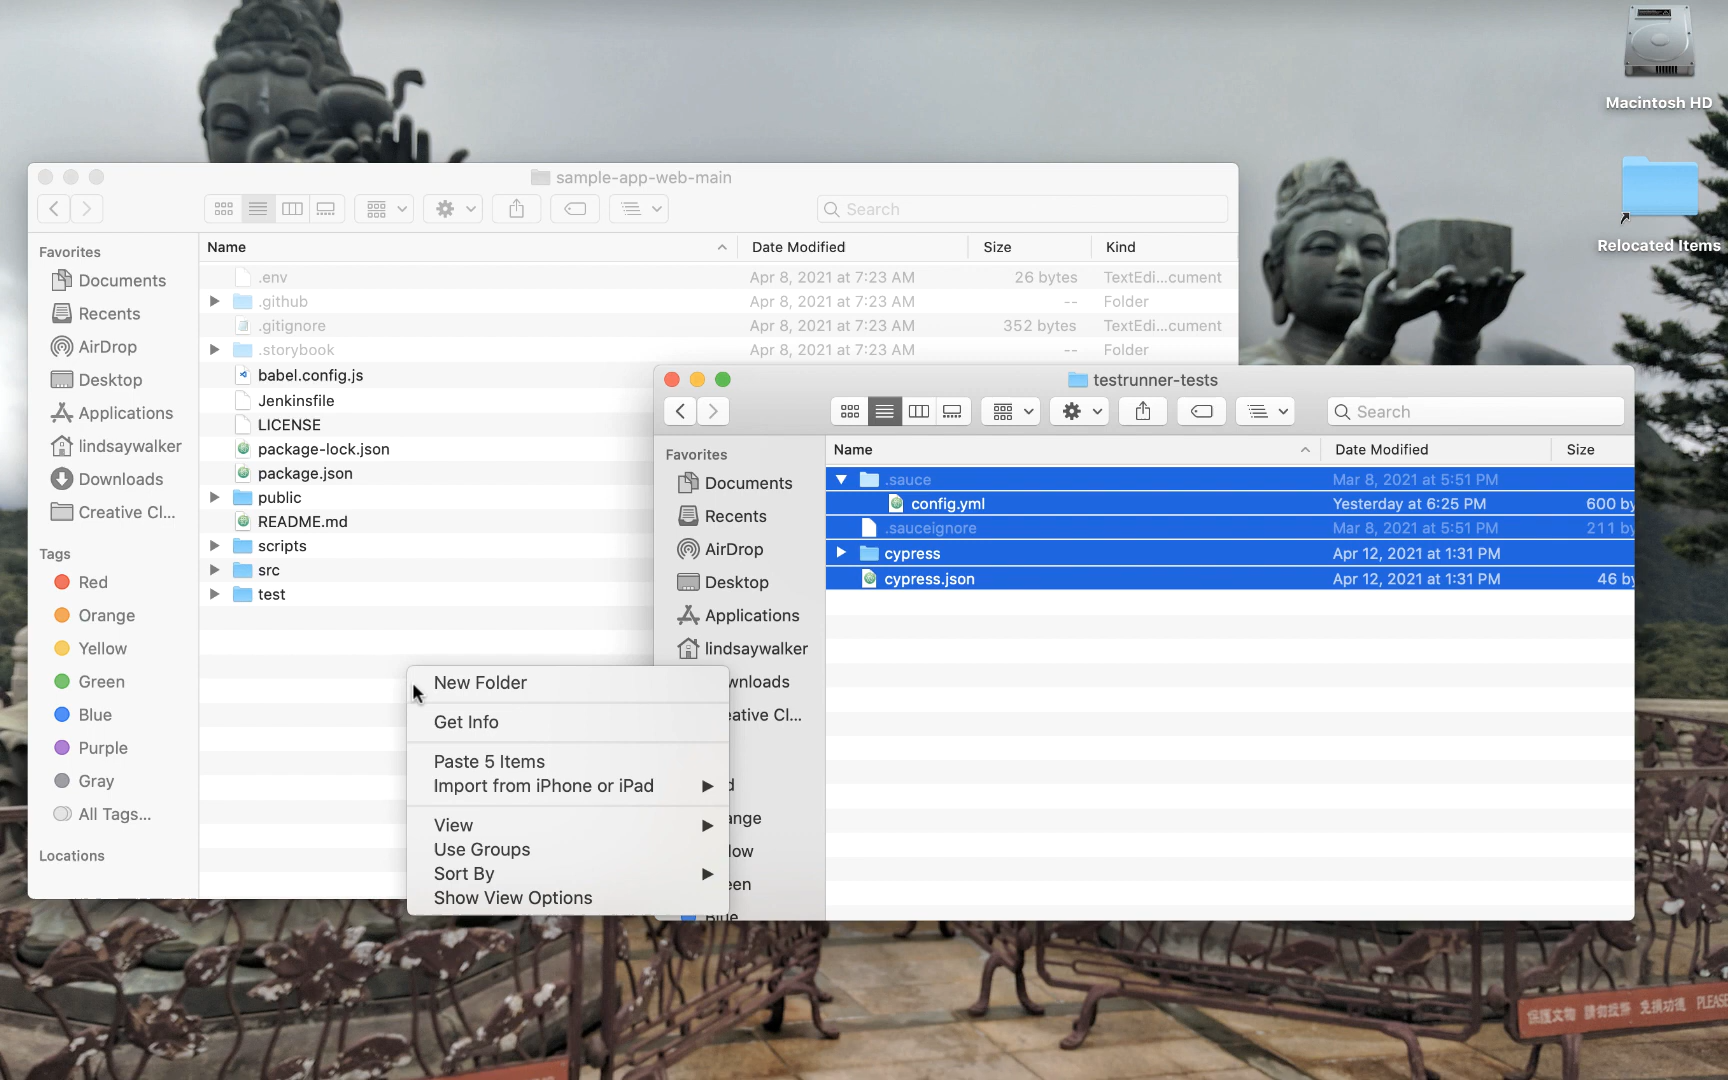 Macintosh HD
Relocated Items
sample-app-web-main
Search
Favorites
Documents
Recents
AirDrop
Desktop
Applications
lindsaywalker
Downloads
Creative Cl...
Tags
Red
Orange
Yellow
Green
Blue
Purple
Gray
All Tags...
Locations
Name Date Modified Size Kind
.env Apr 8, 2021 at 7:23 AM 26 bytes TextEdi...cument
.github Apr 8, 2021 at 7:23 AM -- Folder
.gitignore Apr 8, 2021 at 7:23 AM 352 bytes TextEdi...cument
.storybook Apr 8, 2021 at 7:23 AM -- Folder
babel.config.js
Jenkinsfile
LICENSE
package-lock.json
package.json
public
README.md
scripts
src
test
testrunner-tests
Search
Favorites
Documents
Recents
AirDrop
Desktop
Applications
lindsaywalker
wnloads
ative Cl...
d
nge
low
een
Blue
Name Date Modified Size
.sauce Mar 8, 2021 at 5:51 PM
config.yml Yesterday at 6:25 PM 600 by
.sauceignore Mar 8, 2021 at 5:51 PM 211 by
cypress Apr 12, 2021 at 1:31 PM
cypress.json Apr 12, 2021 at 1:31 PM 46 by
New Folder
Get Info
Paste 5 Items
Import from iPhone or iPad
View
Use Groups
Sort By
Show View Options
PLEASE